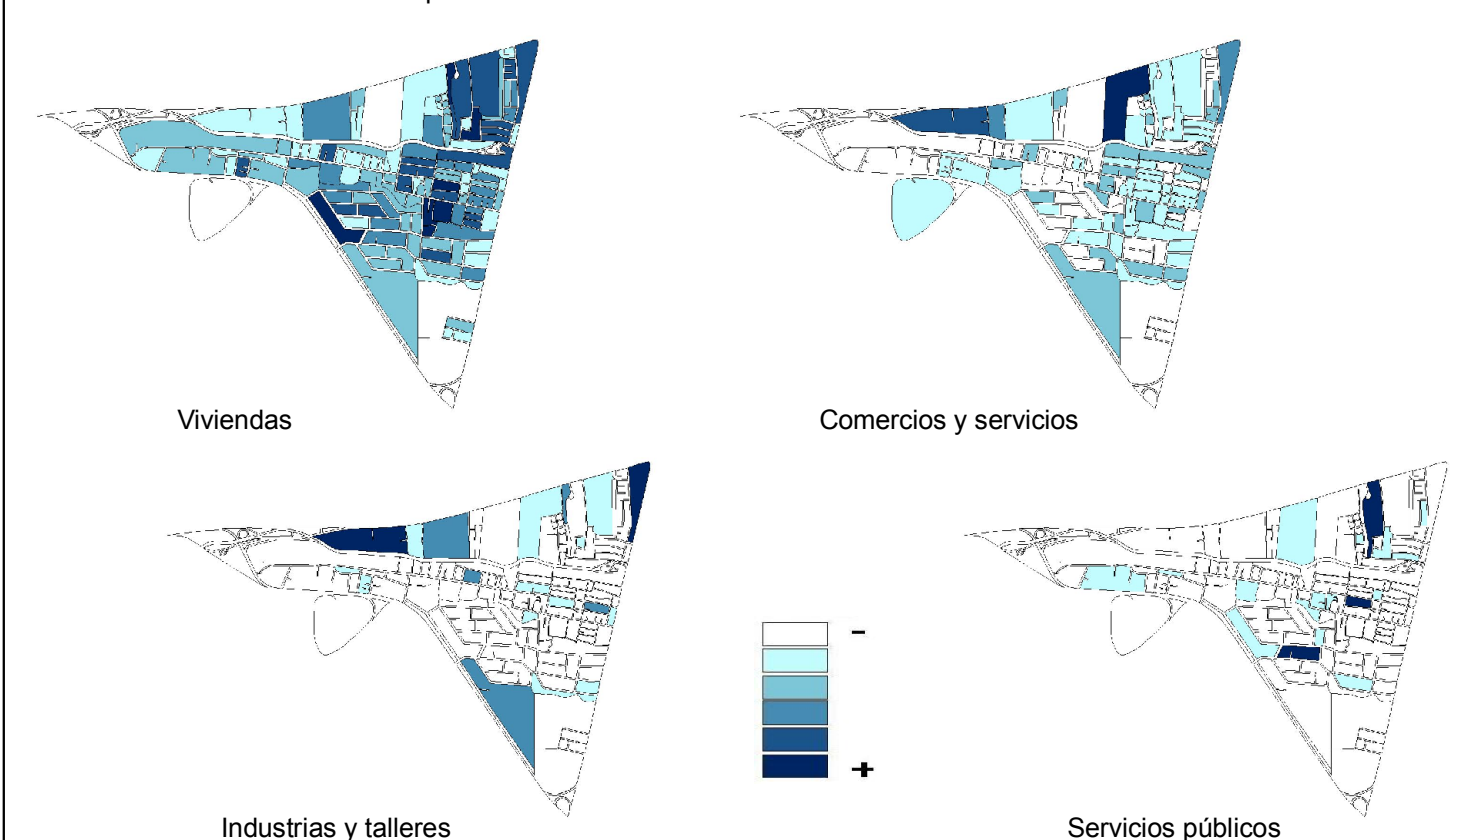 Viviendas
Comercios y servicios
-
+
Industrias y talleres
Servicios públicos